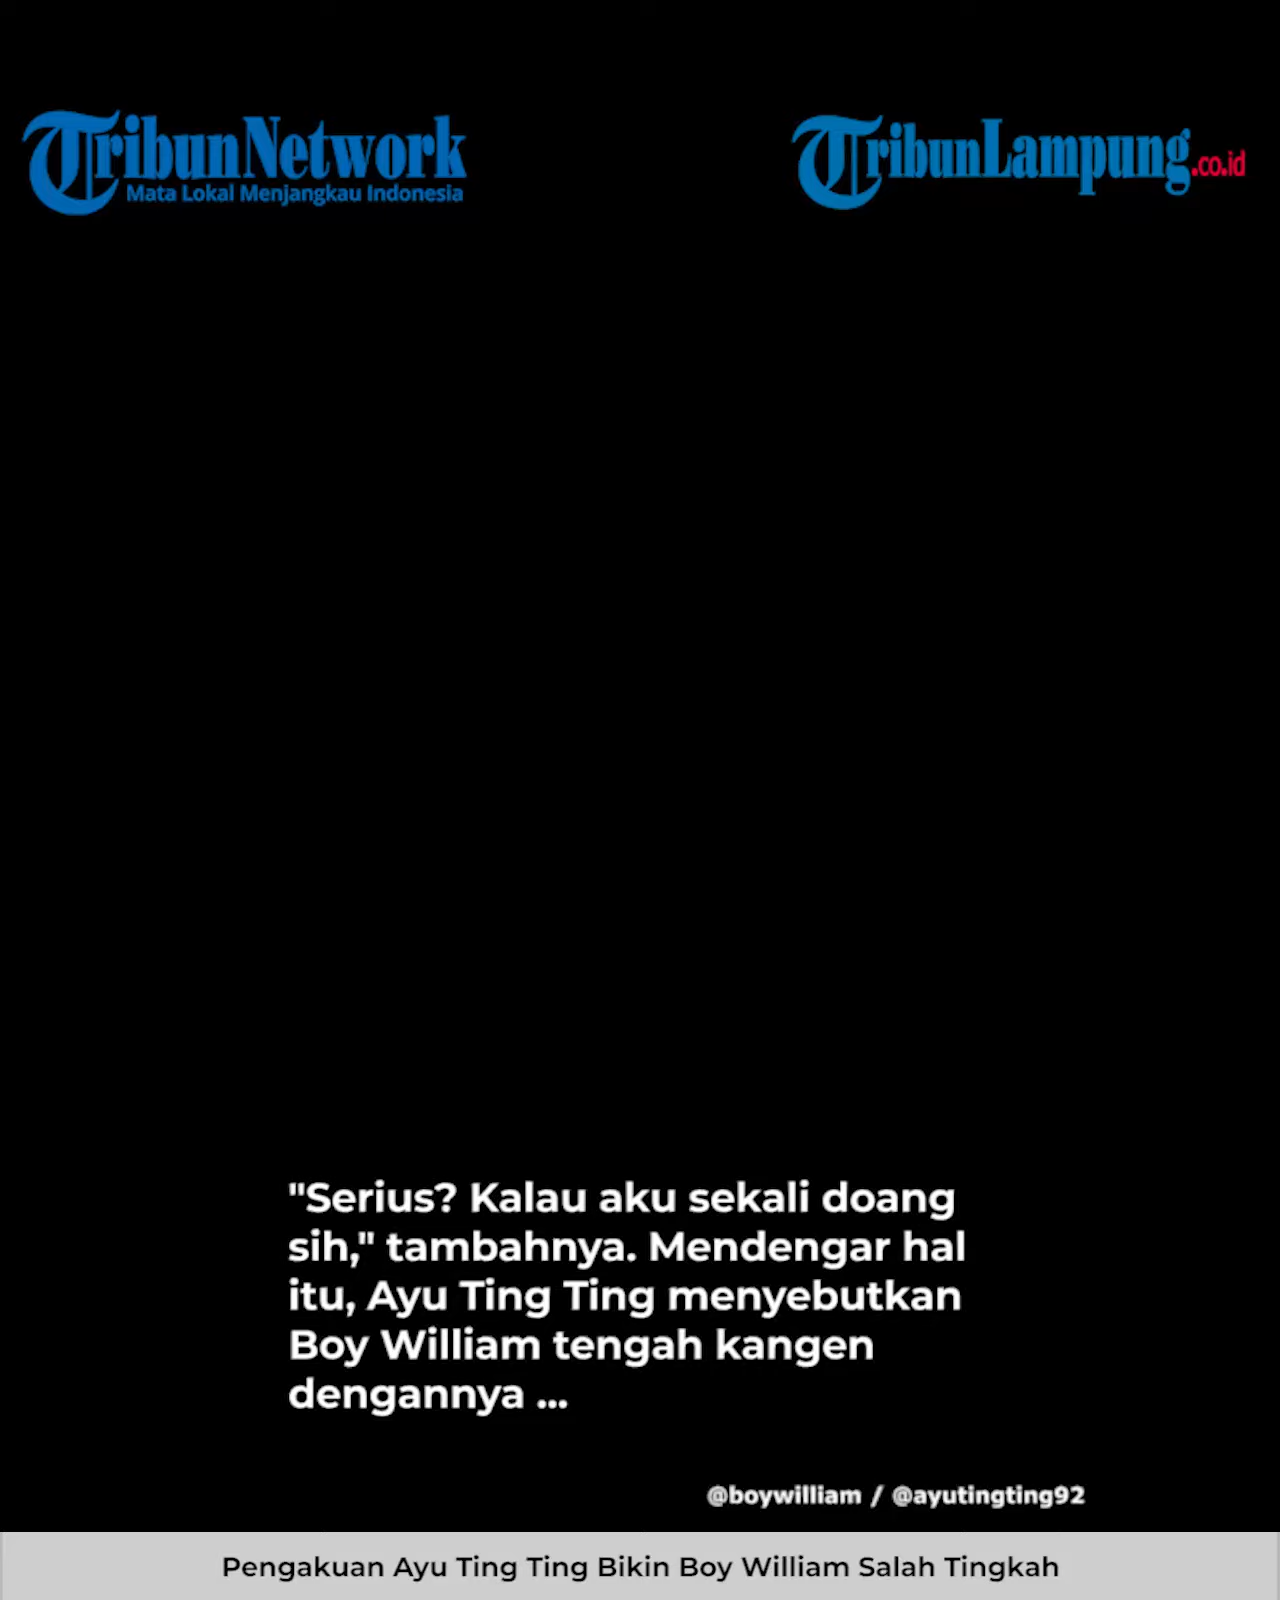 TribunNetwork
Mata Lokal Menjangkau Indonesia
TribunLampung.co.id
"Serius? Kalau aku sekali doang
sih," tambahnya. Mendengar hal
itu, Ayu Ting Ting menyebutkan
Boy William tengah kangen
dengannya ...
@boywilliam / @ayutingting92
Pengakuan Ayu Ting Ting Bikin Boy William Salah Tingkah